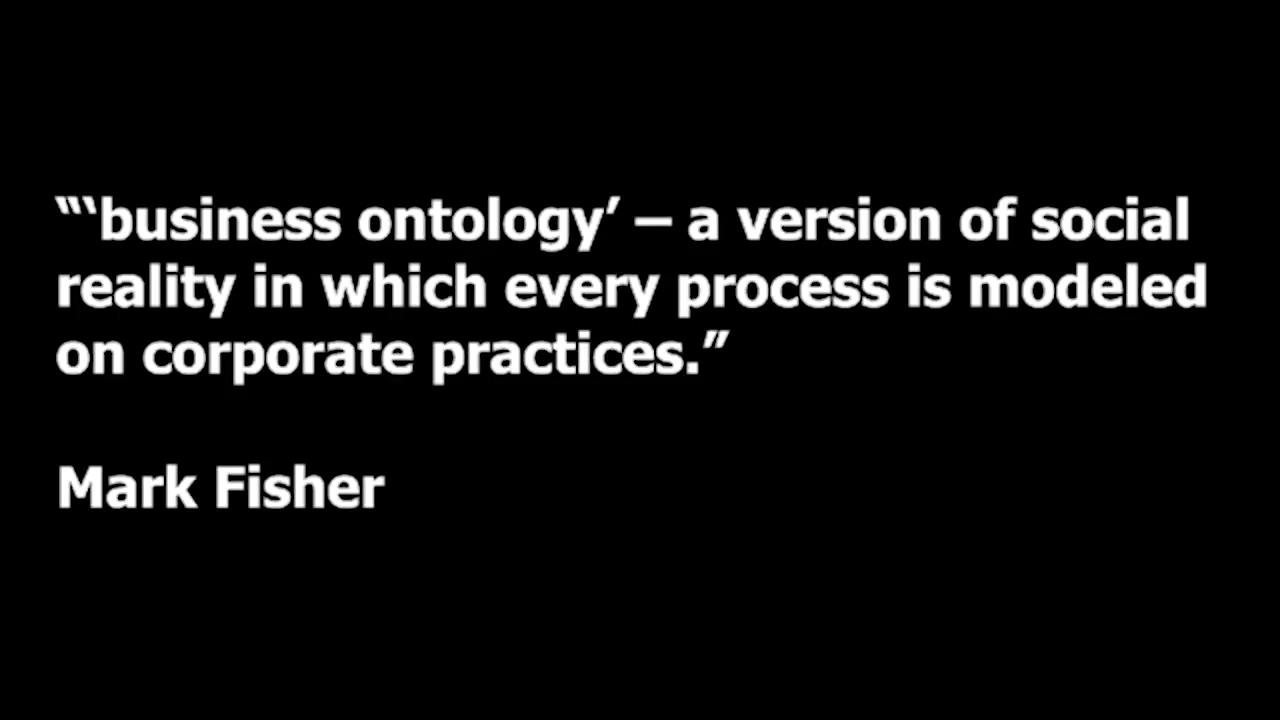 “‘business ontology’ – a version of social
reality in which every process is modeled
on corporate practices.”
Mark Fisher